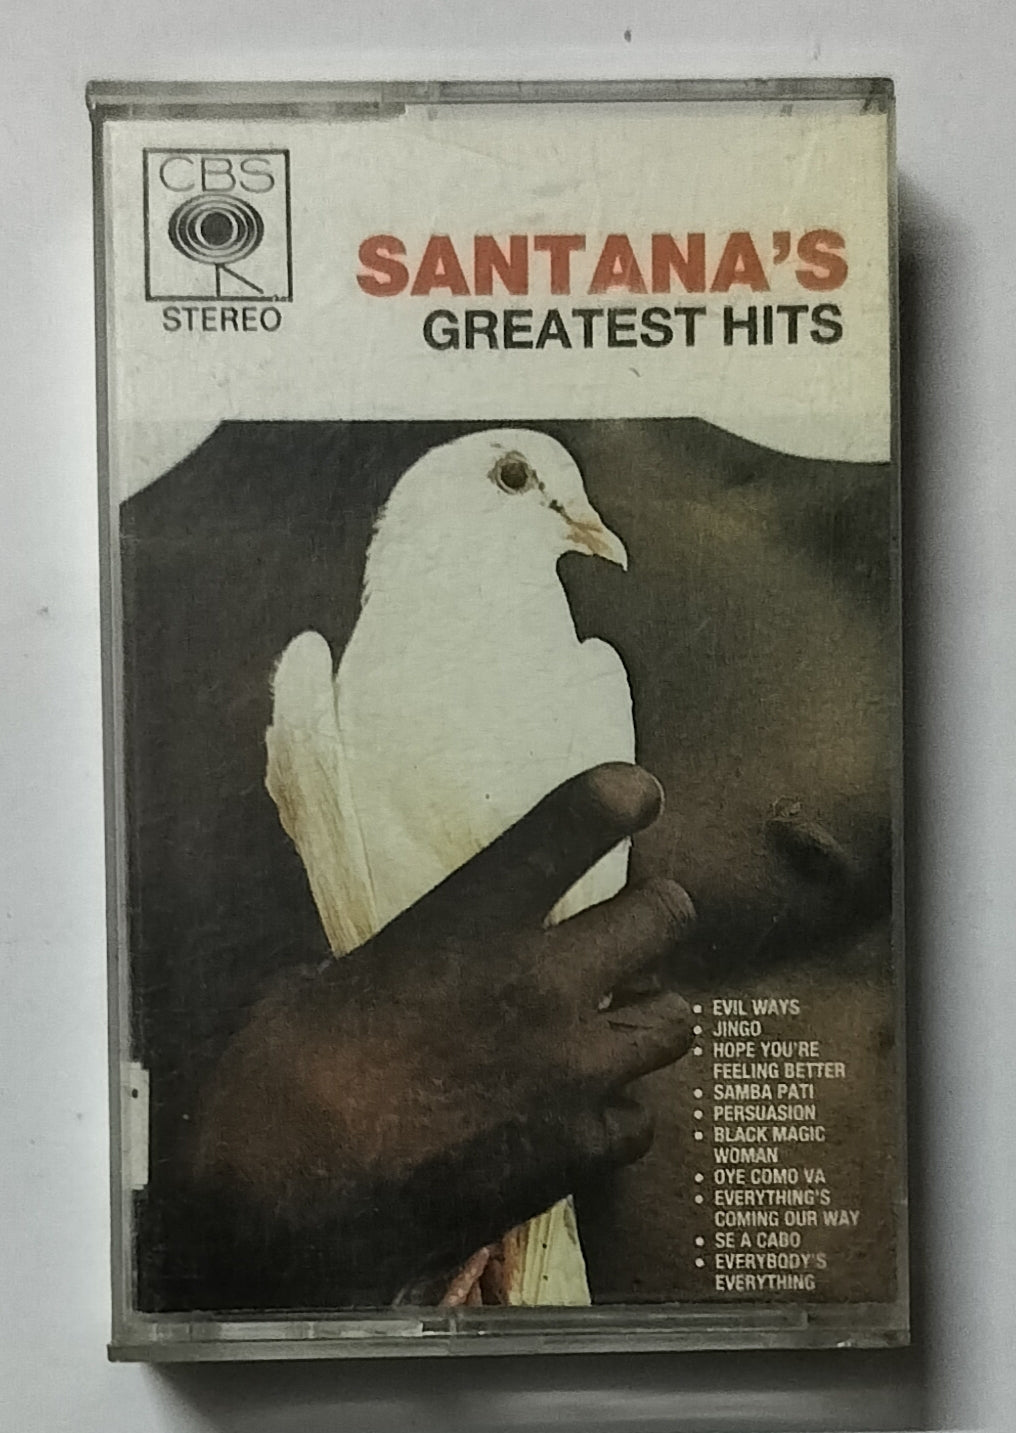 CBS
STEREO
SANTANA'S
GREATEST HITS
• EVIL WAYS
• JINGO
• HOPE YOU'RE
FEELING BETTER
• SAMBA PATI
• PERSUASION
• BLACK MAGIC
WOMAN
• OYE COMO VA
• EVERYTHING'S
COMING OUR WAY
• SE A CABO
• EVERYBODY'S
EVERYTHING